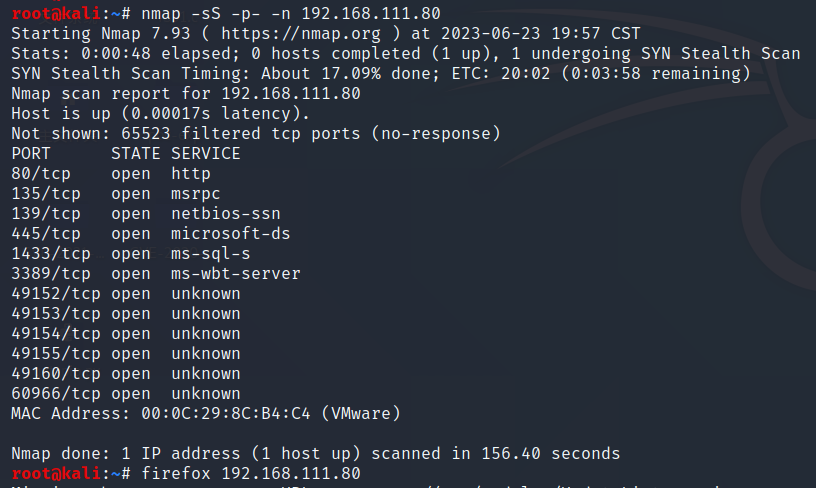 root@kali:~# nmap -sS -p- -n 192.168.111.80
Starting Nmap 7.93 ( https://nmap.org ) at 2023-06-23 19:57 CST
Stats: 0:00:48 elapsed; 0 hosts completed (1 up), 1 undergoing SYN Stealth Scan
SYN Stealth Scan Timing: About 17.09% done; ETC: 20:02 (0:03:58 remaining)
Nmap scan report for 192.168.111.80
Host is up (0.00017s latency).
Not shown: 65523 filtered tcp ports (no-response)
PORT      STATE SERVICE
80/tcp    open  http
135/tcp   open  msrpc
139/tcp   open  netbios-ssn
445/tcp   open  microsoft-ds
1433/tcp  open  ms-sql-s
3389/tcp  open  ms-wbt-server
49152/tcp open  unknown
49153/tcp open  unknown
49154/tcp open  unknown
49155/tcp open  unknown
49160/tcp open  unknown
60966/tcp open  unknown
MAC Address: 00:0C:29:8C:B4:C4 (VMware)
Nmap done: 1 IP address (1 host up) scanned in 156.40 seconds
root@kali:~# firefox 192.168.111.80